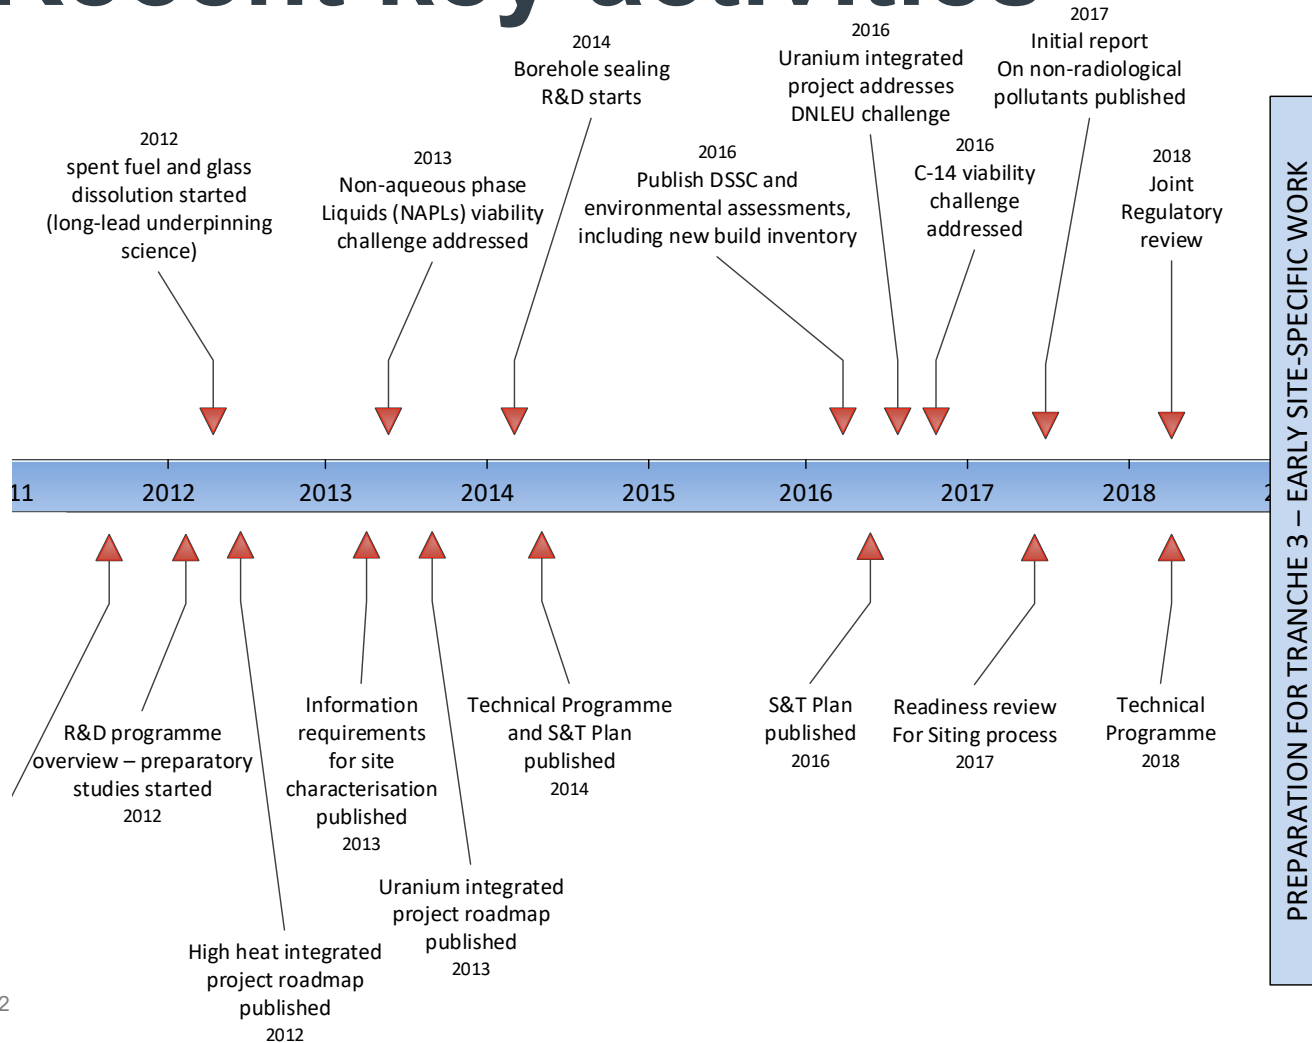 Recent key activities
2014
Borehole sealing
R&D starts
2016
Uranium integrated
project addresses
DNLEU challenge
2017
Initial report
On non-radiological
pollutants published
2012
spent fuel and glass
dissolution started
(long-lead underpinning
science)
2013
Non-aqueous phase
Liquids (NAPLs) viability
challenge addressed
2016
Publish DSSC and
environmental assessments,
including new build inventory
2016
C-14 viability
challenge
addressed
2018
Joint
Regulatory
review
11 2012 2013 2014 2015 2016 2017 2018 2
R&D programme
overview – preparatory
studies started
2012
High heat integrated
project roadmap
published
2012
Information
requirements
for site
characterisation
published
2013
Uranium integrated
project roadmap
published
2013
Technical Programme
and S&T Plan
published
2014
S&T Plan
published
2016
Readiness review
For Siting process
2017
Technical
Programme
2018
PREPARATION FOR TRANCHE 3 – EARLY SITE-SPECIFIC WORK
2